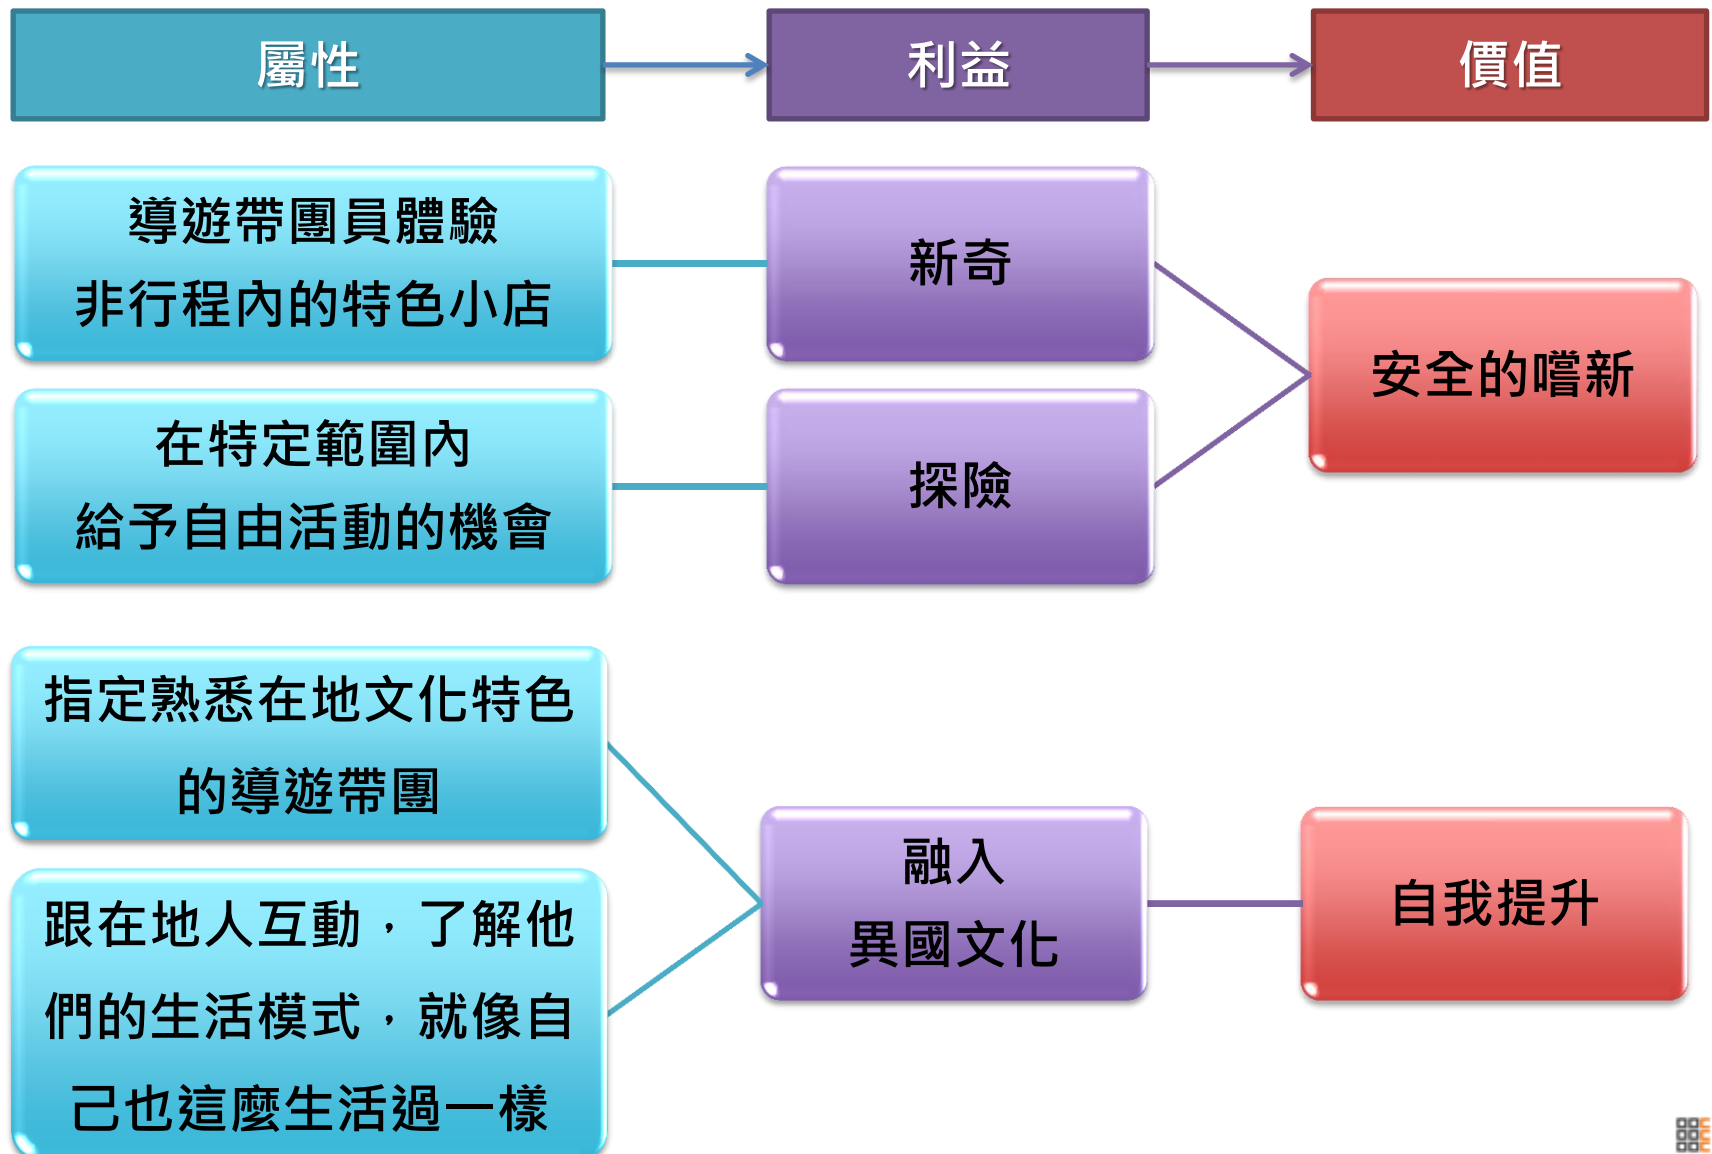 屬性
利益
價值
導遊帶團員體驗
非行程內的特色小店
新奇
安全的嚐新
在特定範圍內
給予自由活動的機會
探險
指定熟悉在地文化特色
的導遊帶團
跟在地人互動，了解他
們的生活模式，就像自
己也這麼生活過一樣
融入
異國文化
自我提升